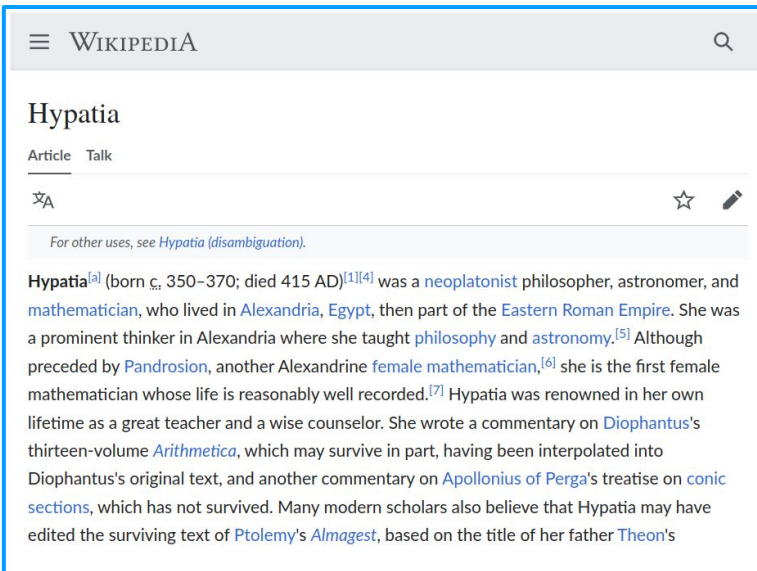 WIKIPEDIA
Hypatia
Article Talk
For other uses, see Hypatia (disambiguation).
Hypatia[a] (born c. 350–370; died 415 AD)[1][4] was a neoplatonist philosopher, astronomer, and
mathematician, who lived in Alexandria, Egypt, then part of the Eastern Roman Empire. She was
a prominent thinker in Alexandria where she taught philosophy and astronomy.[5] Although
preceded by Pandrosion, another Alexandrine female mathematician,[6] she is the first female
mathematician whose life is reasonably well recorded.[7] Hypatia was renowned in her own
lifetime as a great teacher and a wise counselor. She wrote a commentary on Diophantus's
thirteen-volume Arithmetica, which may survive in part, having been interpolated into
Diophantus's original text, and another commentary on Apollonius of Perga's treatise on conic
sections, which has not survived. Many modern scholars also believe that Hypatia may have
edited the surviving text of Ptolemy's Almagest, based on the title of her father Theon's